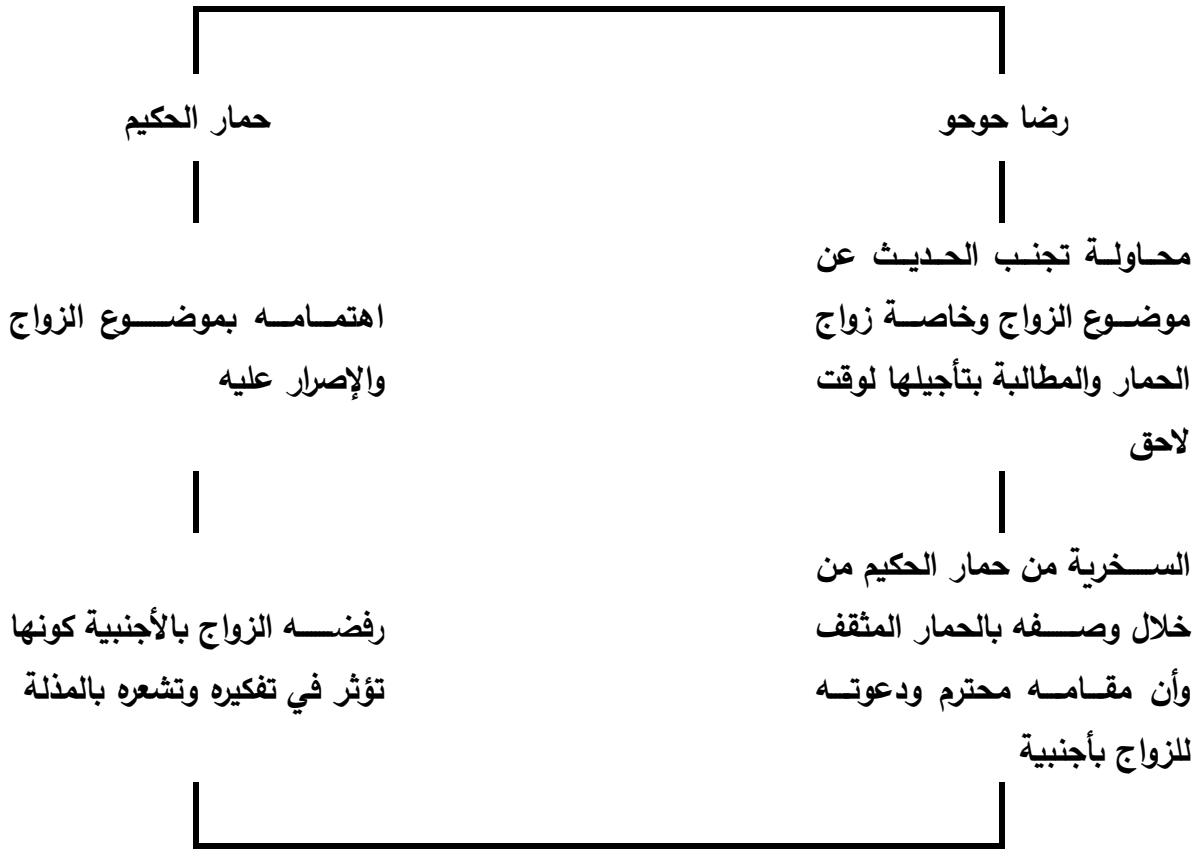 رضا حوحو
محاولة تجنب الحديث عن
موضوع الزواج وخاصة زواج
الحمار والمطالبة بتأجيلها لوقت
لاحق
السخرية من حمار الحكيم من
خلال وصفه بالحمار المثقف
وأن مقامه محترم ودعوته
للزواج بأجنبية
حمار الحكيم
اهتمامه بموضوع الزواج
والإصرار عليه
رفضه الزواج بالأجنبية كونها
تؤثر في تفكيره وتشعره بالمذلة